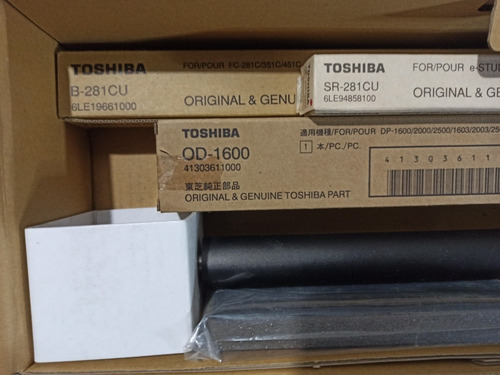 TOSHIBA FOR/POUR FC-281C/351C/451C
B-281CU
6LE19661000
ORIGINAL & GENU
TOSHIBA FOR/POUR e-STU
SR-281CU
6LE94858100
ORIGINAL & GEN
TOSHIBA 適用機種/FOR/POUR DP-1600/2000/2500/1603/2003/25
1 本/PC./PC.
OD-1600
41303611000
東芝純正部品
ORIGINAL & GENUINE TOSHIBA PART
4 1 3 0 3 6 1 1